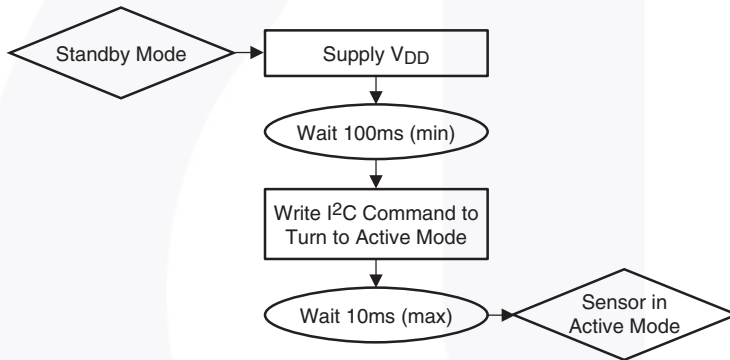 Standby Mode
Supply VDD
Wait 100ms (min)
Write I²C Command to
Turn to Active Mode
Wait 10ms (max)
Sensor in
Active Mode